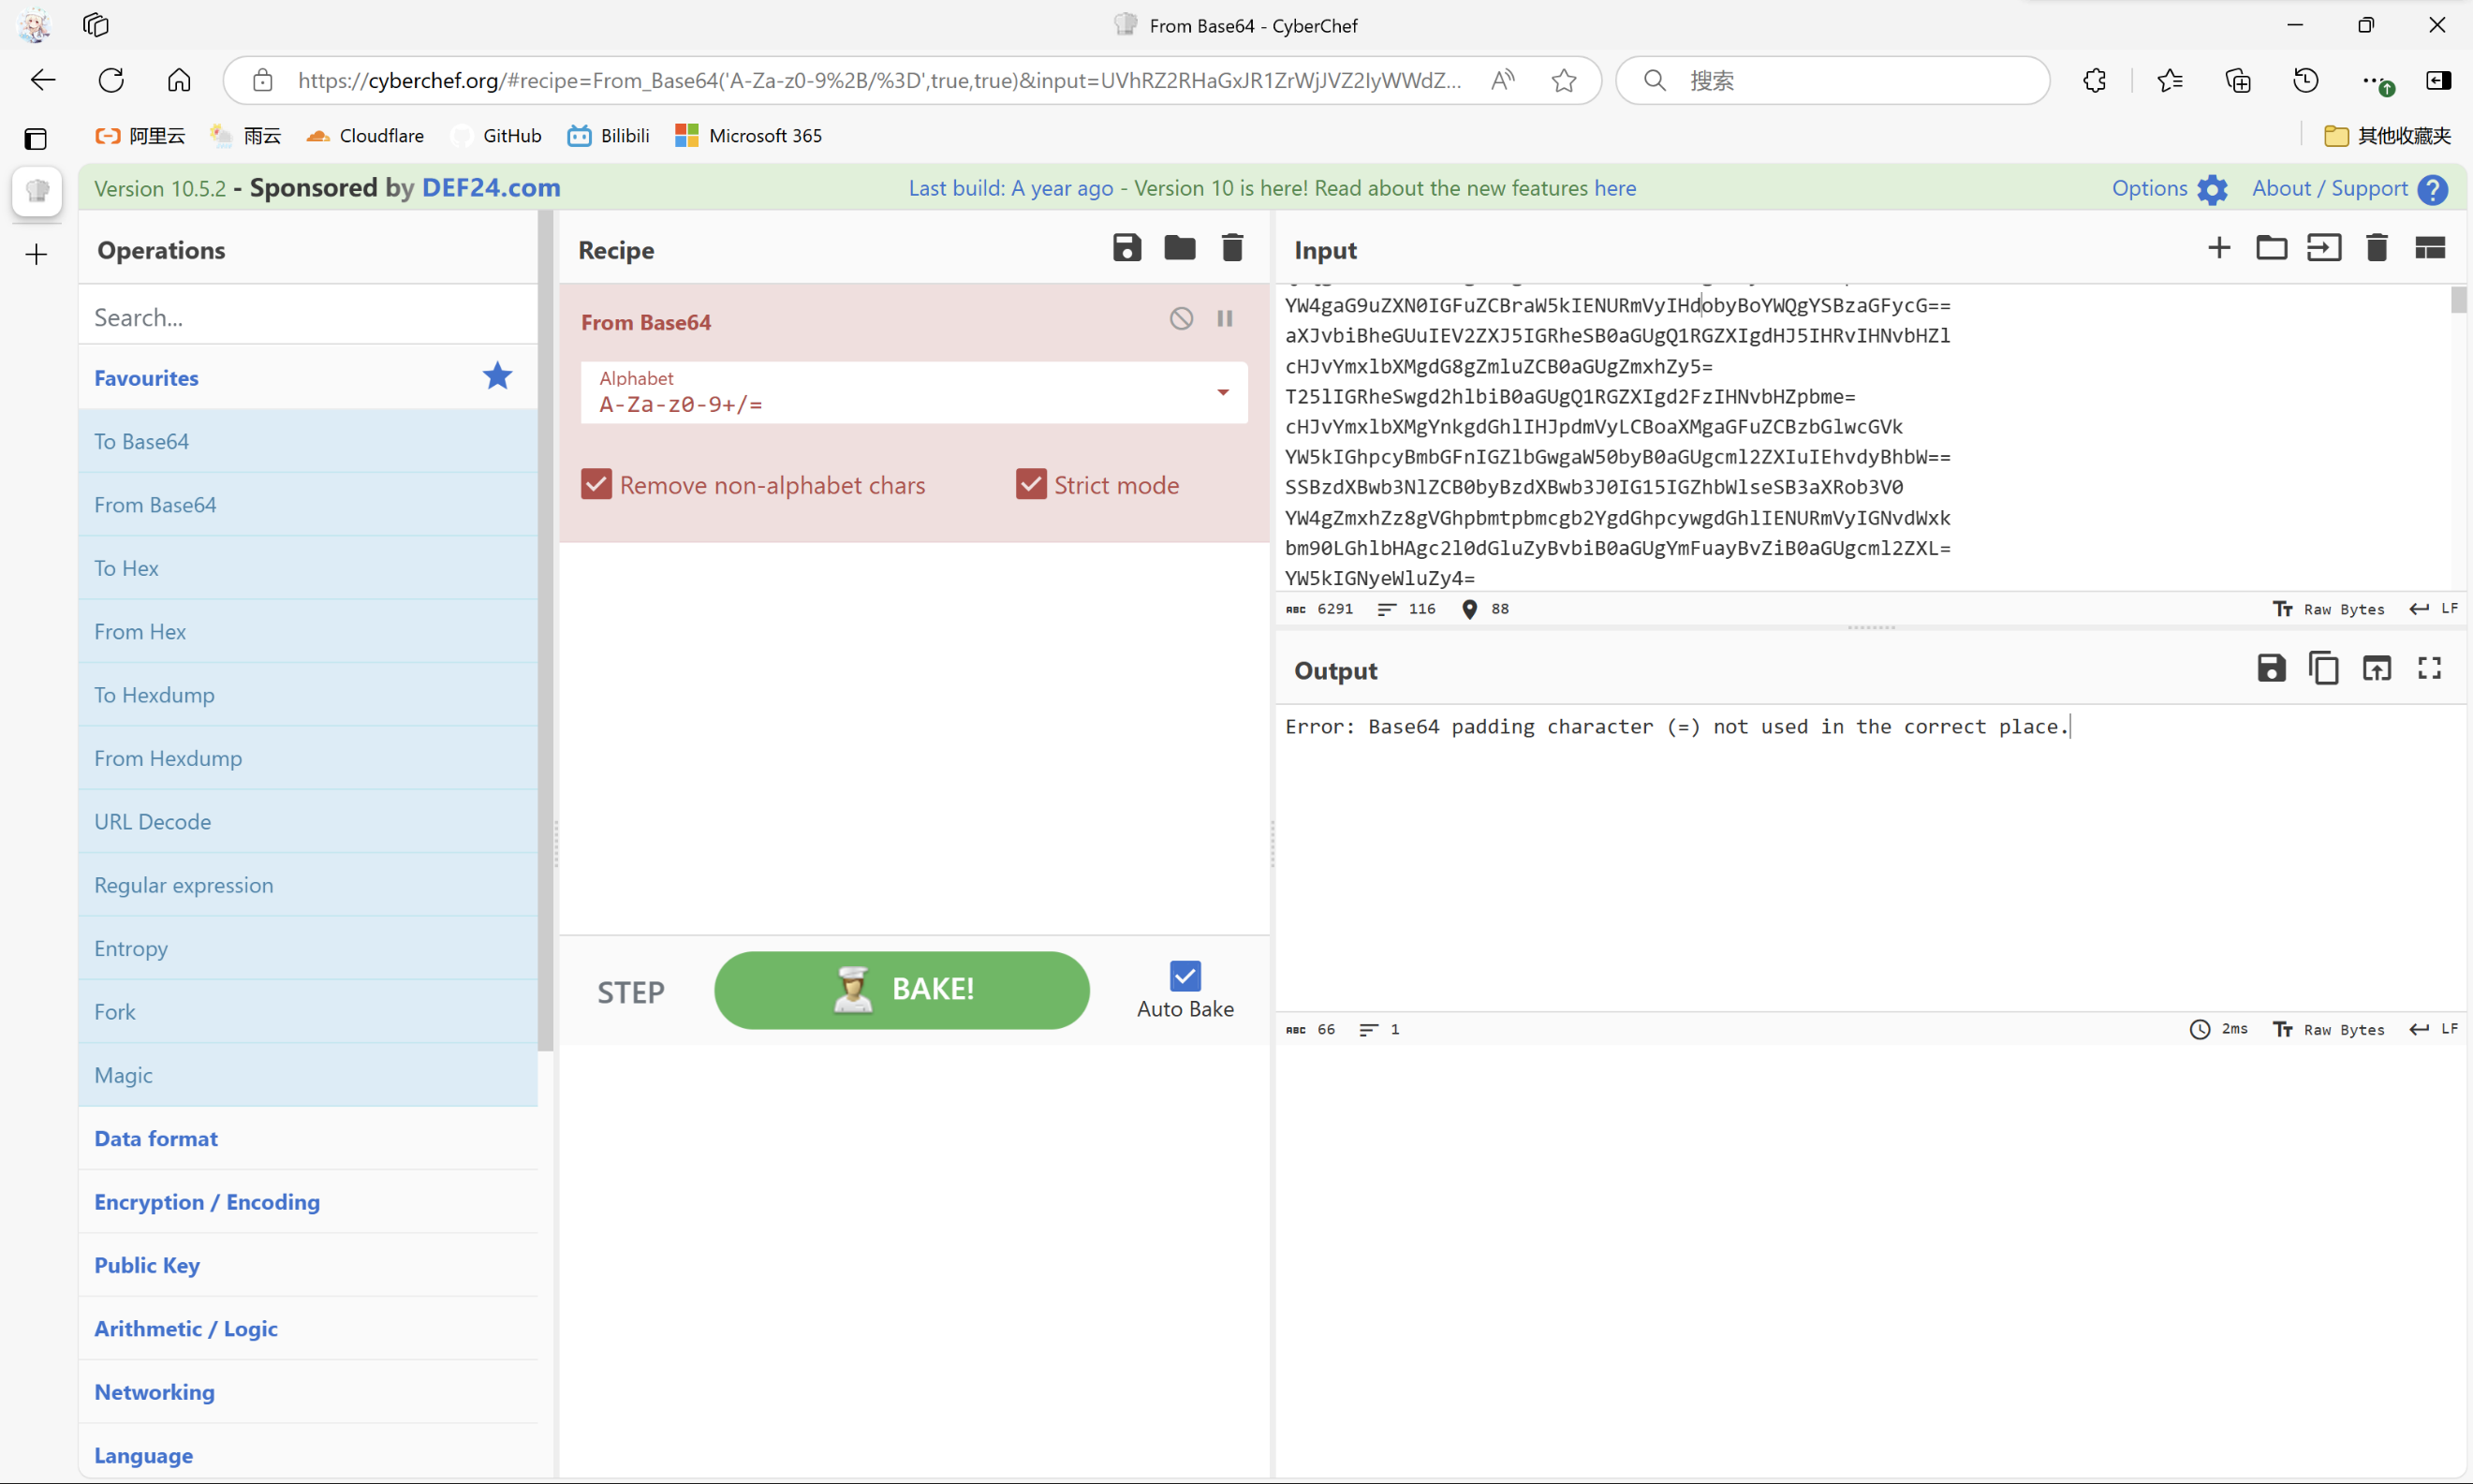 From Base64 - CyberChef
https://cyberchef.org/#recipe=From_Base64('A-Za-z0-9%2B/%3D',true,true)&input=UVhRZ2RHaGxJR1ZrWjJVZ2IyWWdZ...
搜索
阿里云 雨云 Cloudflare GitHub Bilibili Microsoft 365 其他收藏夹
Version 10.5.2 - Sponsored by DEF24.com
Last build: A year ago - Version 10 is here! Read about the new features here
Options
About / Support
Operations
Search...
Favourites
To Base64
From Base64
To Hex
From Hex
To Hexdump
From Hexdump
URL Decode
Regular expression
Entropy
Fork
Magic
Data format
Encryption / Encoding
Public Key
Arithmetic / Logic
Networking
Language
Recipe
From Base64
Alphabet
A-Za-z0-9+/=
Remove non-alphabet chars
Strict mode
STEP
BAKE!
Auto Bake
Input
YW4gaG9uZXN0IGFuZCBraW5kIENURmVyIHdobyBoYWQgYSBzaGFycG==
aXJvbiBheGUuIEV2ZXJ5IGRheSB0aGUgQ1RGZXIgdHJ5IHRvIHNvbHZl
cHJvYmxlbXMgdG8gZmluZCB0aGUgZmxhZy5=
T25lIGRheSwgd2hlbiB0aGUgQ1RGZXIgd2FzIHNvbHZpbme=
cHJvYmxlbXMgYnkgdGhlIHJpdmVyLCBoaXMgaGFuZCBzbGlwcGVk
YW5kIGhpcyBmbGFnIGZlbGwgaW50byB0aGUgcml2ZXIuIEhvdyBhbW==
SSBzdXBwb3NlZCB0byBzdXBwb3J0IG15IGZhbWlseSB3aXRob3V0
YW4gZmxhZz8gVGhpbmtpbmcgb2YgdGhpcywgdGhlIENURmVyIGNvdWxk
bm90LGhlbHAgc2l0dGluZyBvbiB0aGUgYmFuayBvZiB0aGUgcml2ZXL=
YW5kIGNyeWluZy4=
ABC 6291 116 88 Raw Bytes LF
Output
Error: Base64 padding character (=) not used in the correct place.
ABC 66 1 2ms Raw Bytes LF